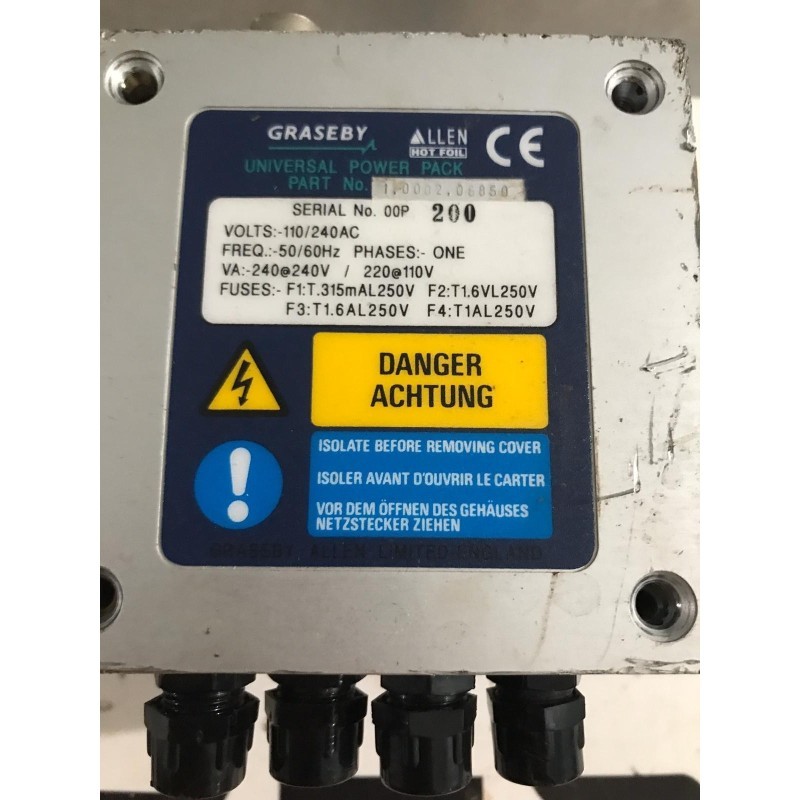 GRASEBY
ALLEN
HOT FOIL
CE
UNIVERSAL POWER PACK
PART No. 1.0002.06850
SERIAL No. 00P 200
VOLTS:-110/240AC
FREQ.:-50/60Hz PHASES:- ONE
VA:-240@240V / 220@110V
FUSES:- F1:T.315mAL250V F2:T1.6VL250V
F3:T1.6AL250V F4:T1AL250V
DANGER
ACHTUNG
ISOLATE BEFORE REMOVING COVER
ISOLER AVANT D'OUVRIR LE CARTER
VOR DEM ÖFFNEN DES GEHÄUSES
NETZSTECKER ZIEHEN
GRASEBY ALLEN LIMITED ENGLAND